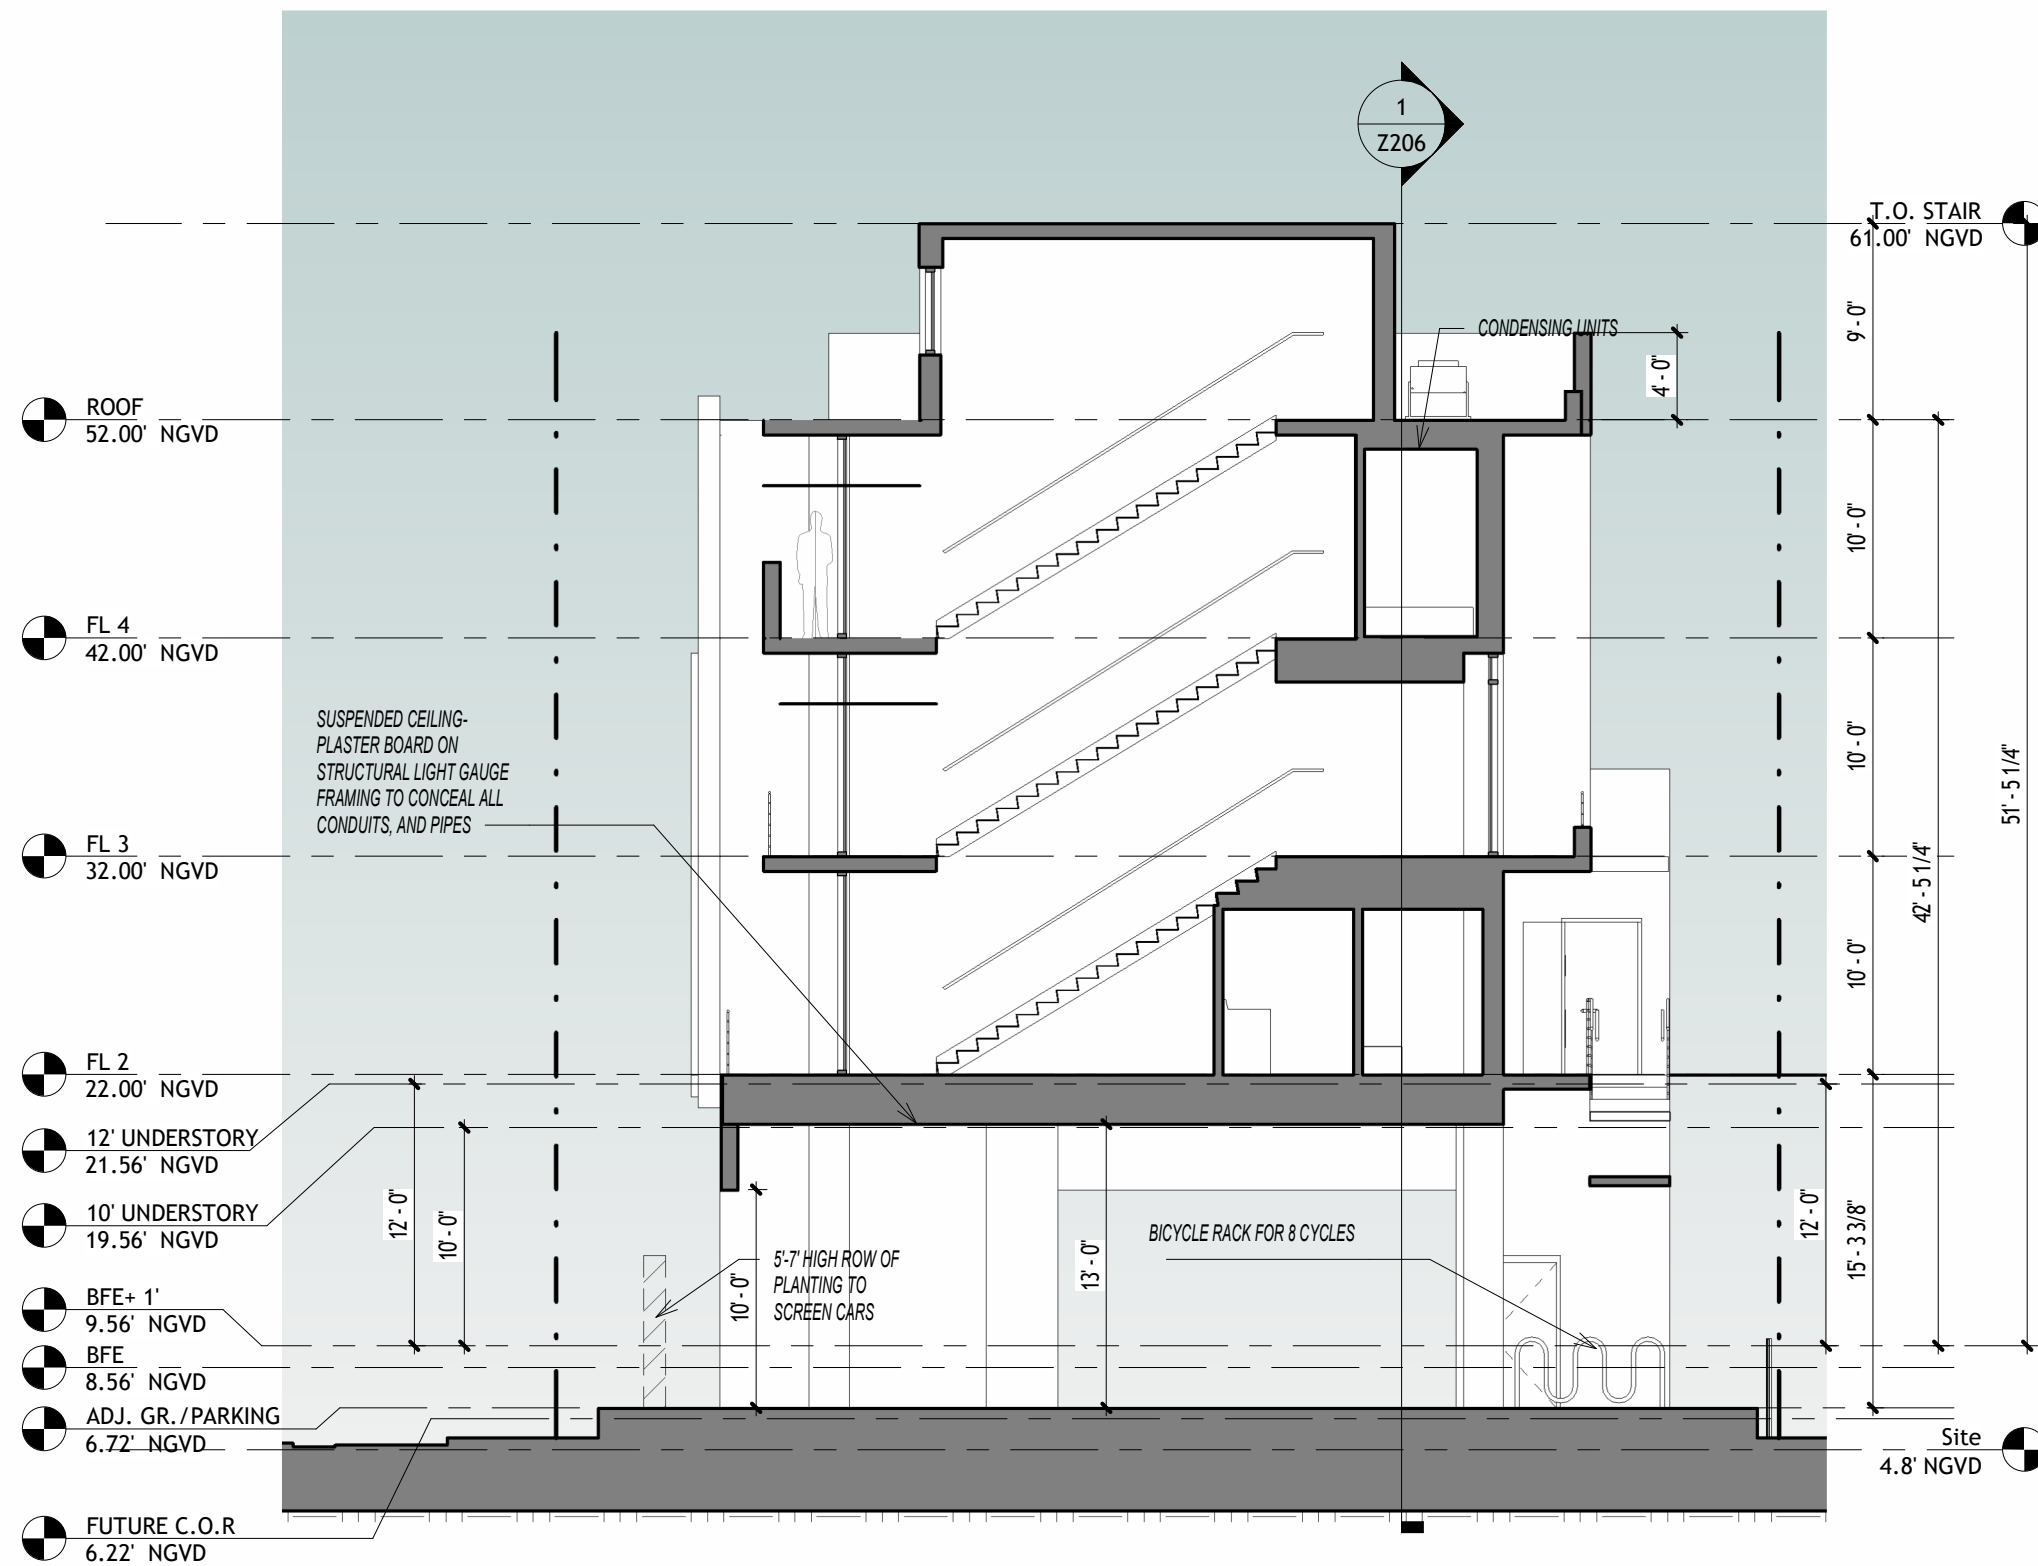 1
Z206
T.O. STAIR
61.00' NGVD
CONDENSING UNITS
9' - 0"
4' - 0"
ROOF
52.00' NGVD
10' - 0"
FL 4
42.00' NGVD
SUSPENDED CEILING-
PLASTER BOARD ON
STRUCTURAL LIGHT GAUGE
FRAMING TO CONCEAL ALL
CONDUITS, AND PIPES
10' - 0"
51' - 5 1/4"
FL 3
32.00' NGVD
42' - 5 1/4"
10' - 0"
FL 2
22.00' NGVD
12' UNDERSTORY
21.56' NGVD
10' UNDERSTORY
19.56' NGVD
12' - 0"
10' - 0"
10' - 0"
5'-7' HIGH ROW OF
PLANTING TO
SCREEN CARS
13' - 0"
BICYCLE RACK FOR 8 CYCLES
12' - 0"
15' - 3 3/8"
BFE+ 1'
9.56' NGVD
BFE
8.56' NGVD
ADJ. GR./PARKING
6.72' NGVD
Site
4.8' NGVD
FUTURE C.O.R
6.22' NGVD